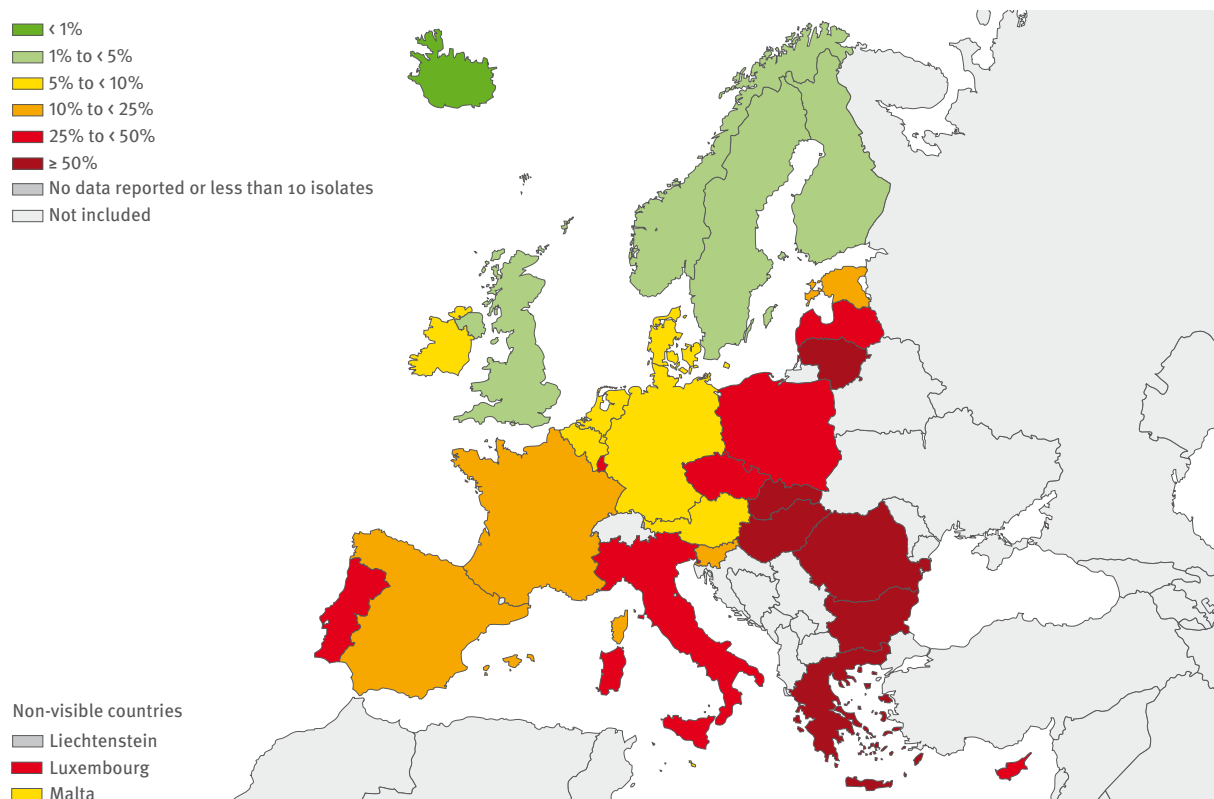 < 1%
1% to < 5%
5% to < 10%
10% to < 25%
25% to < 50%
≥ 50%
No data reported or less than 10 isolates
Not included
Non-visible countries
Liechtenstein
Luxembourg
Malta